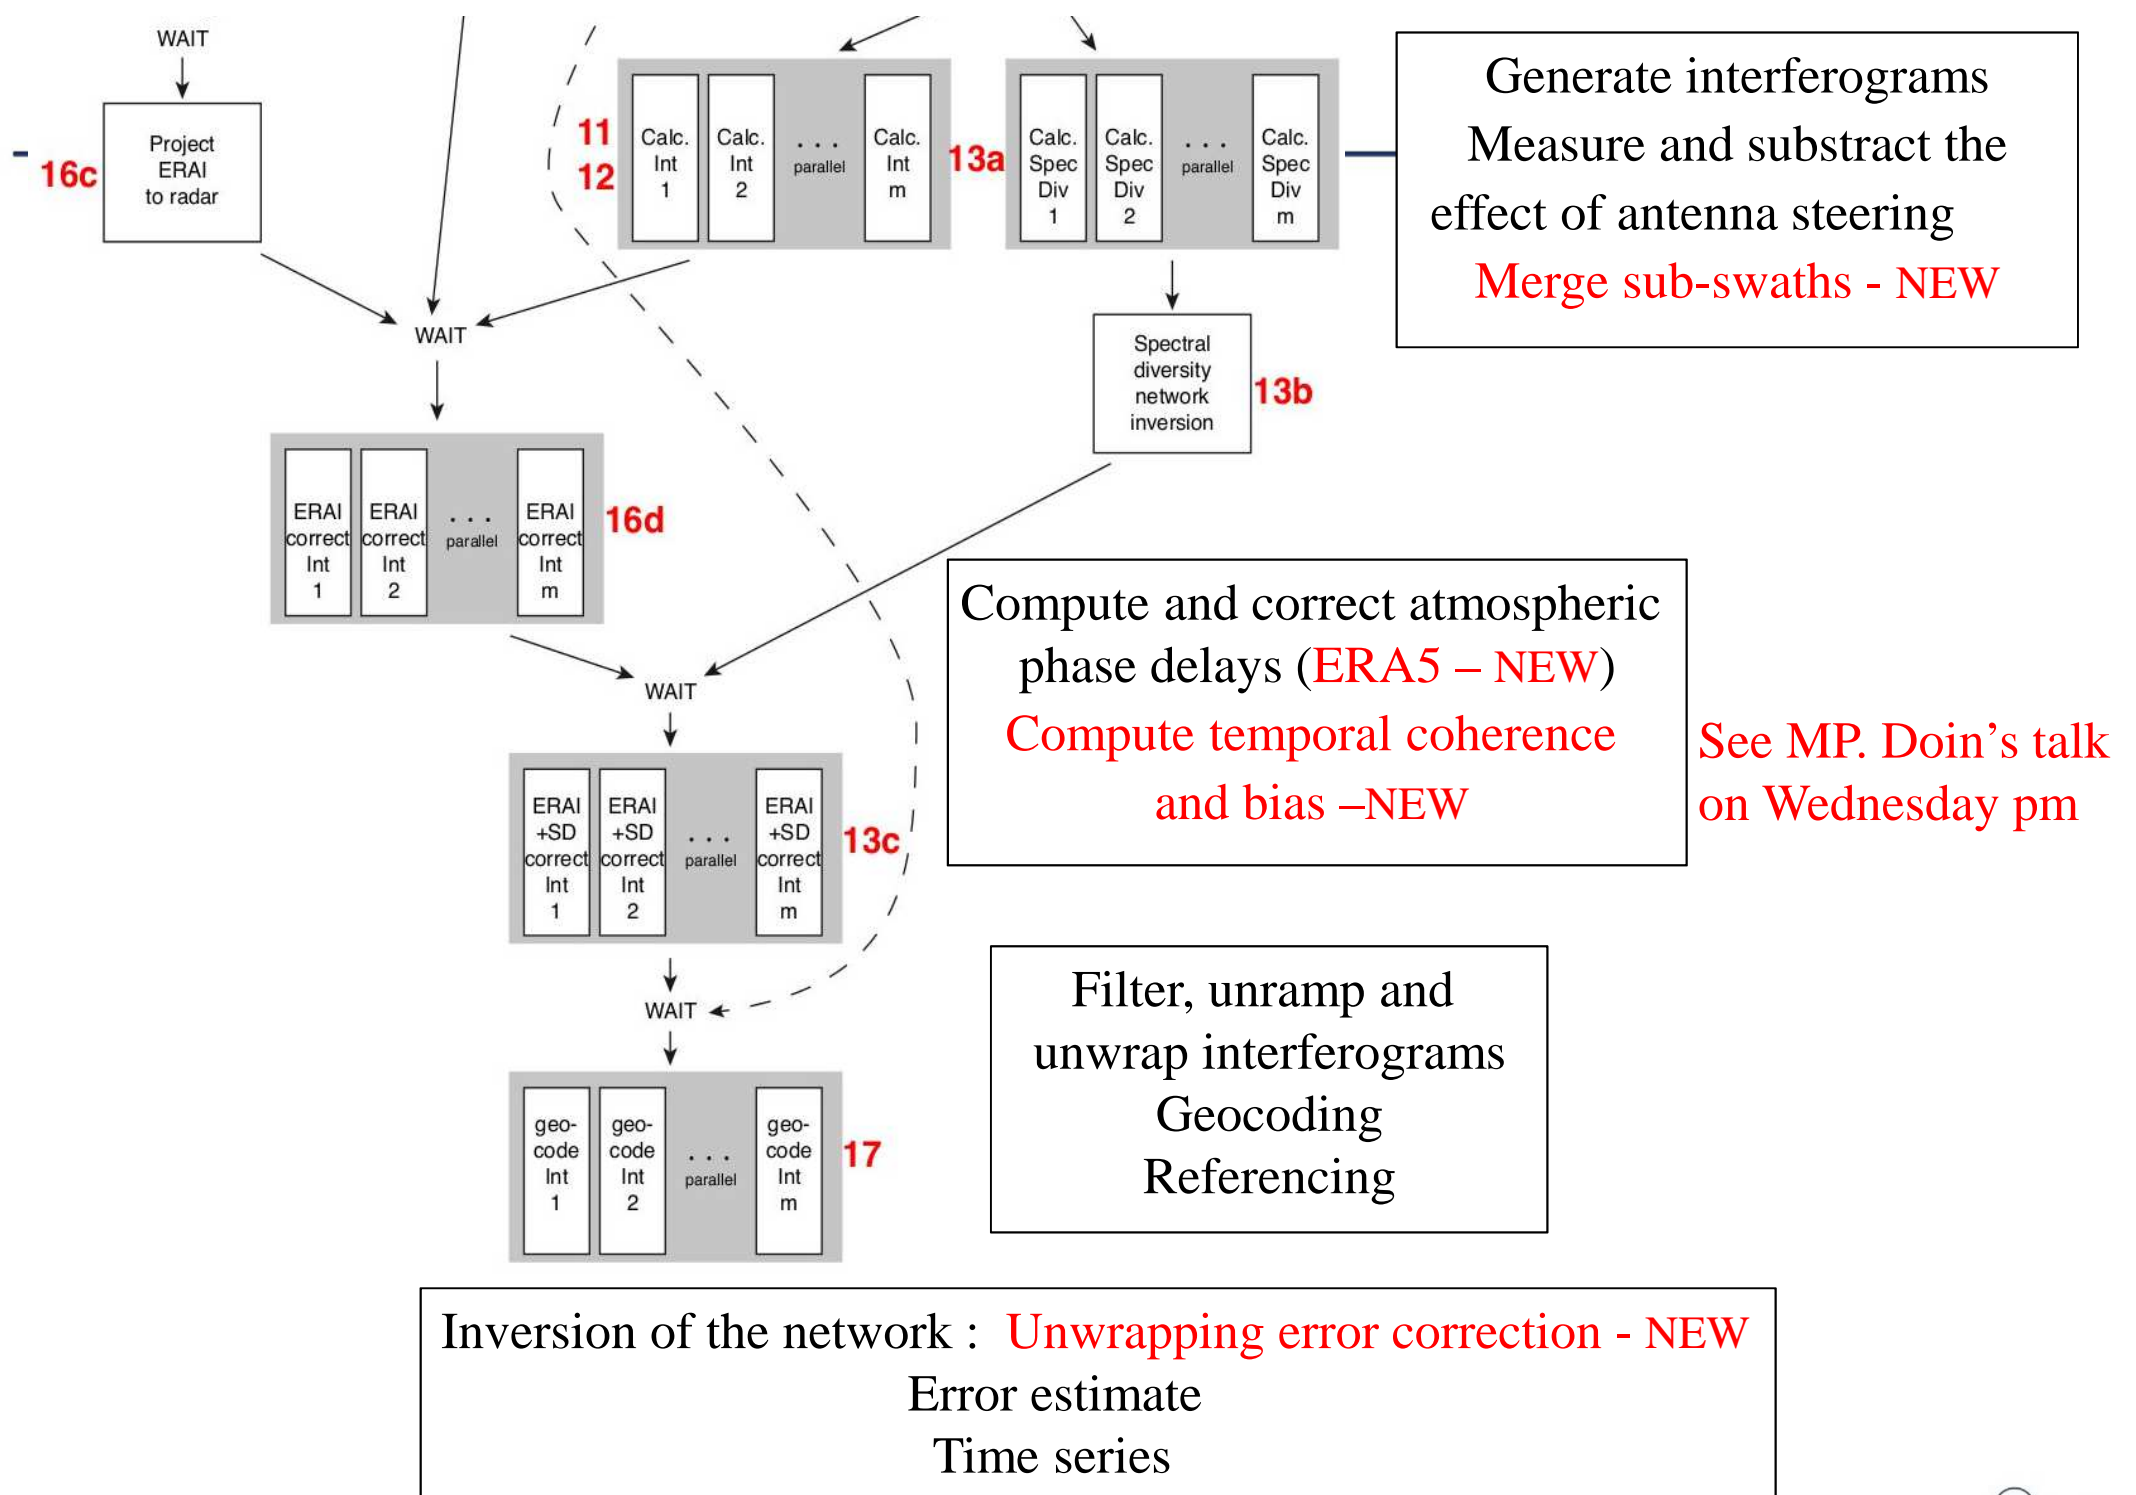 WAIT
16c
Project
ERAI
to radar
11
12
Calc.
Int
1
Calc.
Int
2
. . .
parallel
Calc.
Int
m
13a
Calc.
Spec
Div
1
Calc.
Spec
Div
2
. . .
parallel
Calc.
Spec
Div
m
Generate interferograms
Measure and substract the
effect of antenna steering
Merge sub-swaths - NEW
WAIT
Spectral
diversity
network
inversion
13b
ERAI
correct
Int
1
ERAI
correct
Int
2
. . .
parallel
ERAI
correct
Int
m
16d
Compute and correct atmospheric
phase delays (ERA5 – NEW)
Compute temporal coherence
and bias –NEW
See MP. Doin’s talk
on Wednesday pm
WAIT
ERAI
+SD
correct
Int
1
ERAI
+SD
correct
Int
2
. . .
parallel
ERAI
+SD
correct
Int
m
13c
WAIT
Filter, unramp and
unwrap interferograms
Geocoding
Referencing
geo-
code
Int
1
geo-
code
Int
2
. . .
parallel
geo-
code
Int
m
17
Inversion of the network : Unwrapping error correction - NEW
Error estimate
Time series